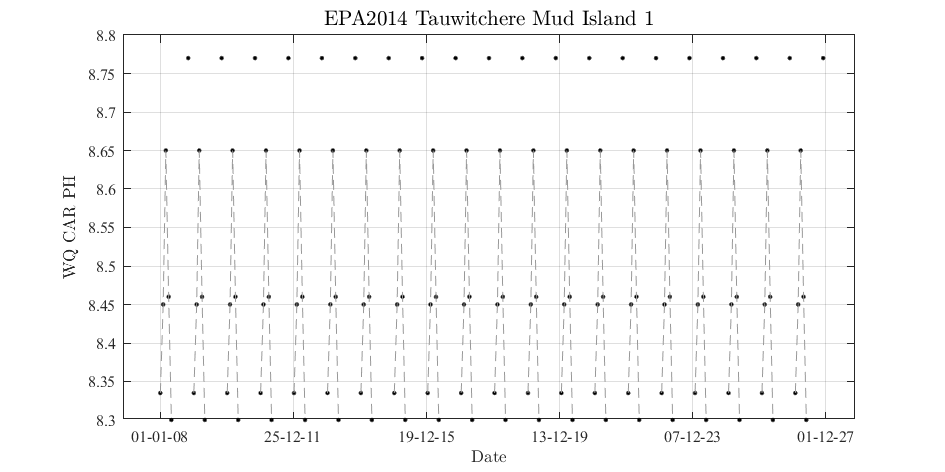 EPA2014 Tauwitchere Mud Island 1
8.8
8.75
8.7
8.65
8.6
8.55
8.5
8.45
8.4
8.35
8.3
WQ CAR PH
01-01-08 25-12-11 19-12-15 13-12-19 07-12-23 01-12-27
Date